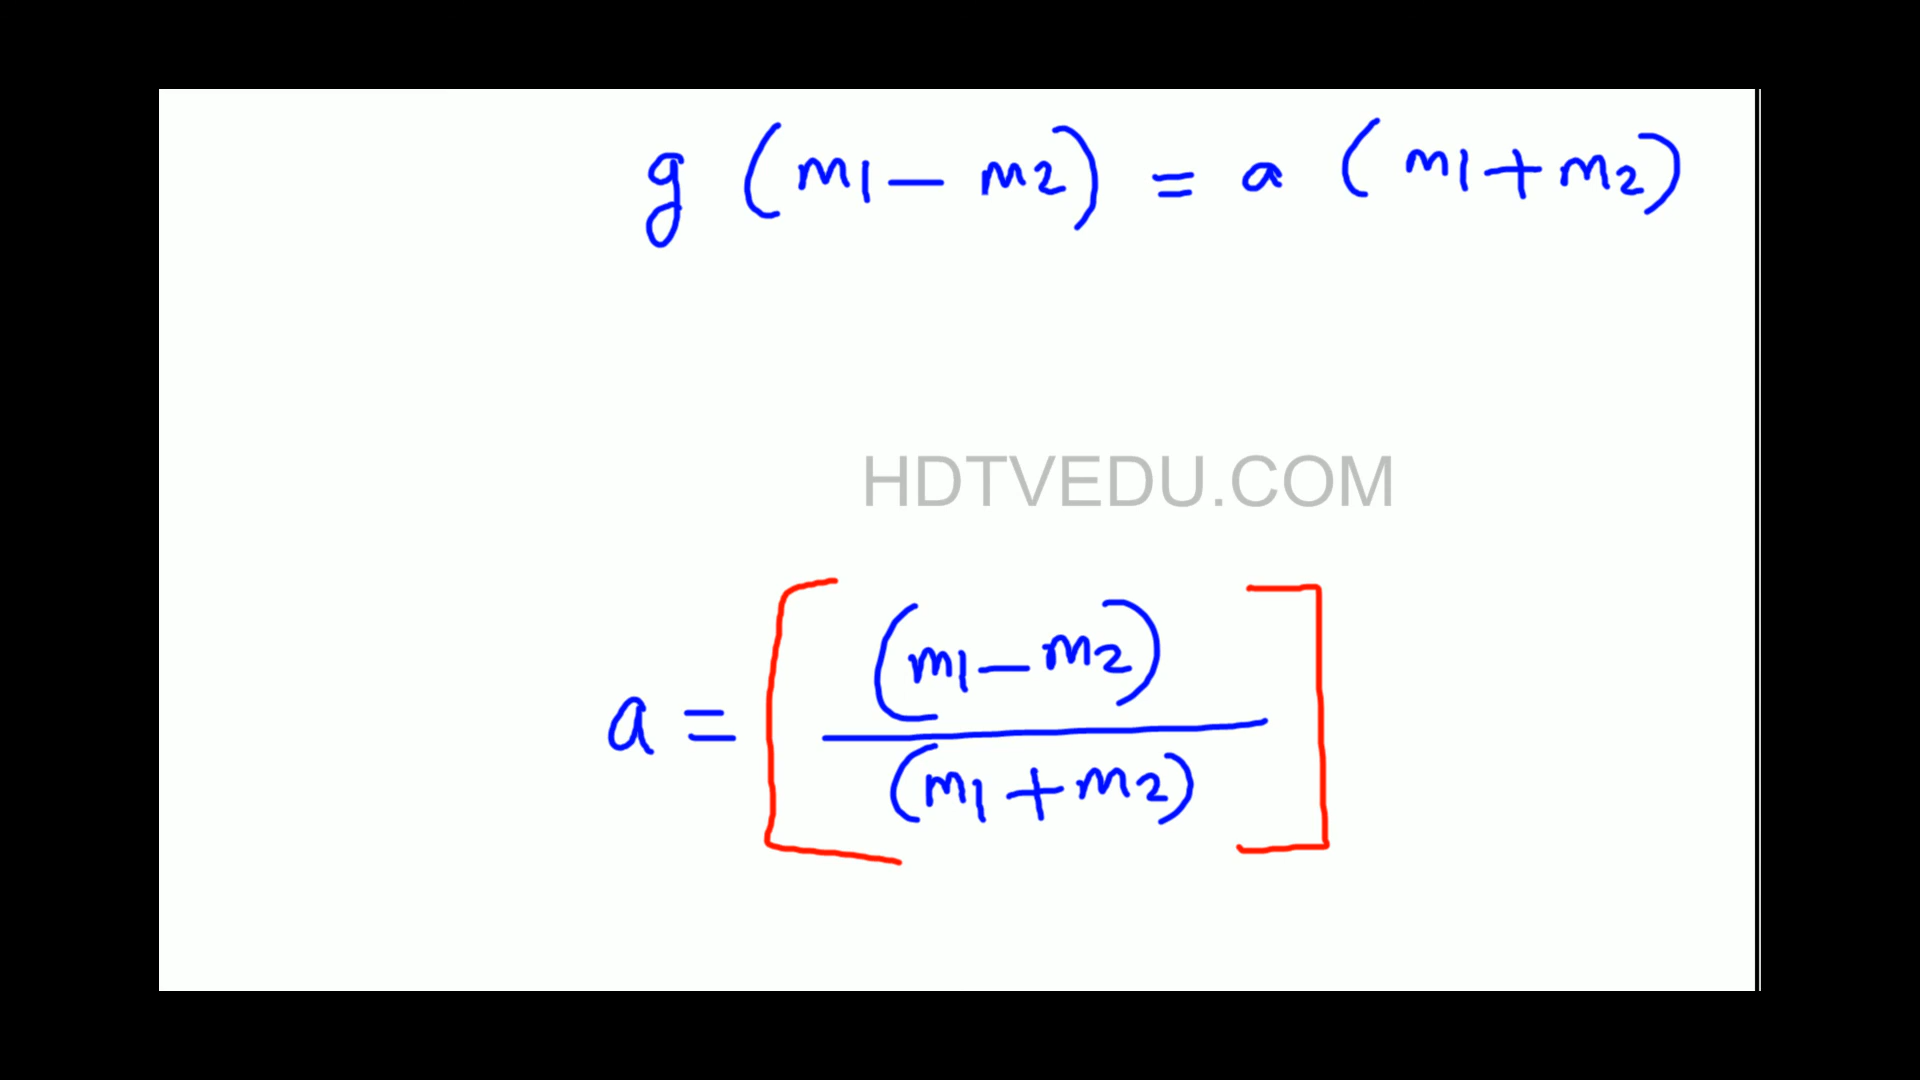 g (m1 - m2) = a (m1 + m2)
HDTVEDU.COM
a = [ (m1 - m2) / (m1 + m2) ]